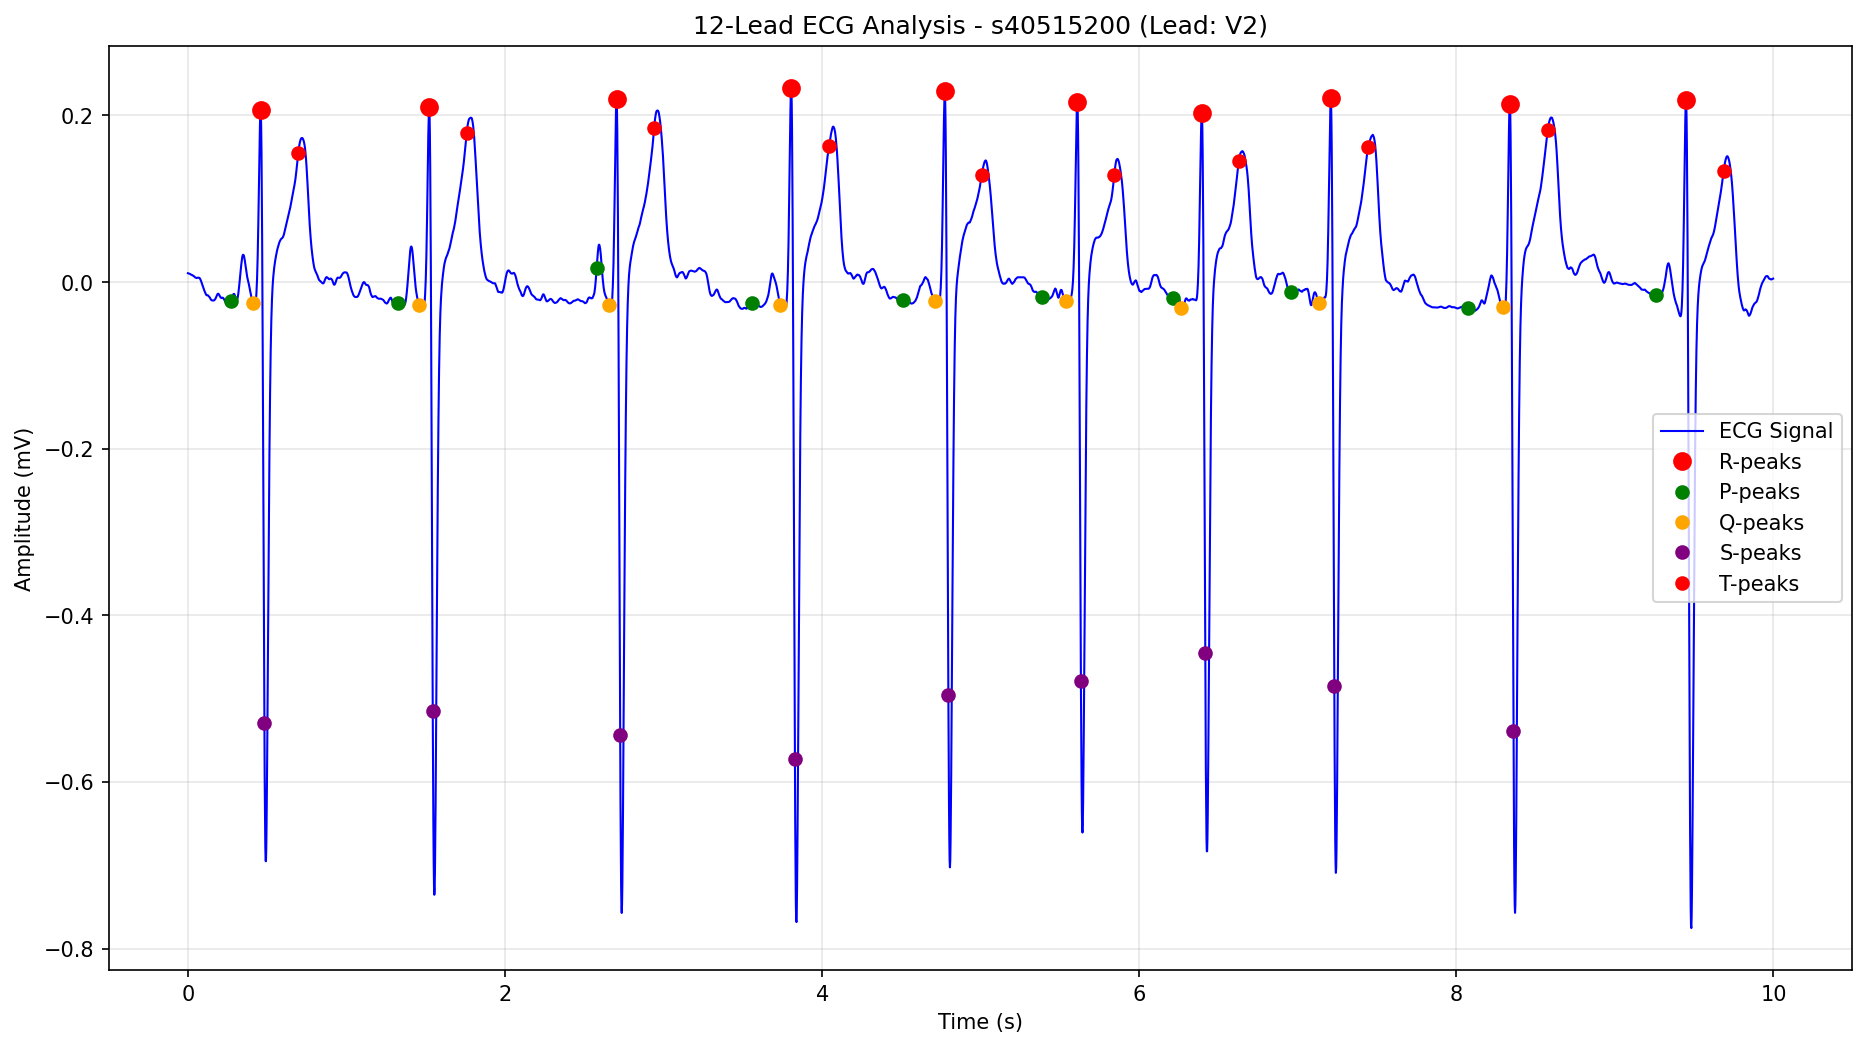 12-Lead ECG Analysis - s40515200 (Lead: V2)
Amplitude (mV)
0.2
0.0
−0.2
−0.4
−0.6
−0.8
ECG Signal
R-peaks
P-peaks
Q-peaks
S-peaks
T-peaks
0 2 4 6 8 10
Time (s)